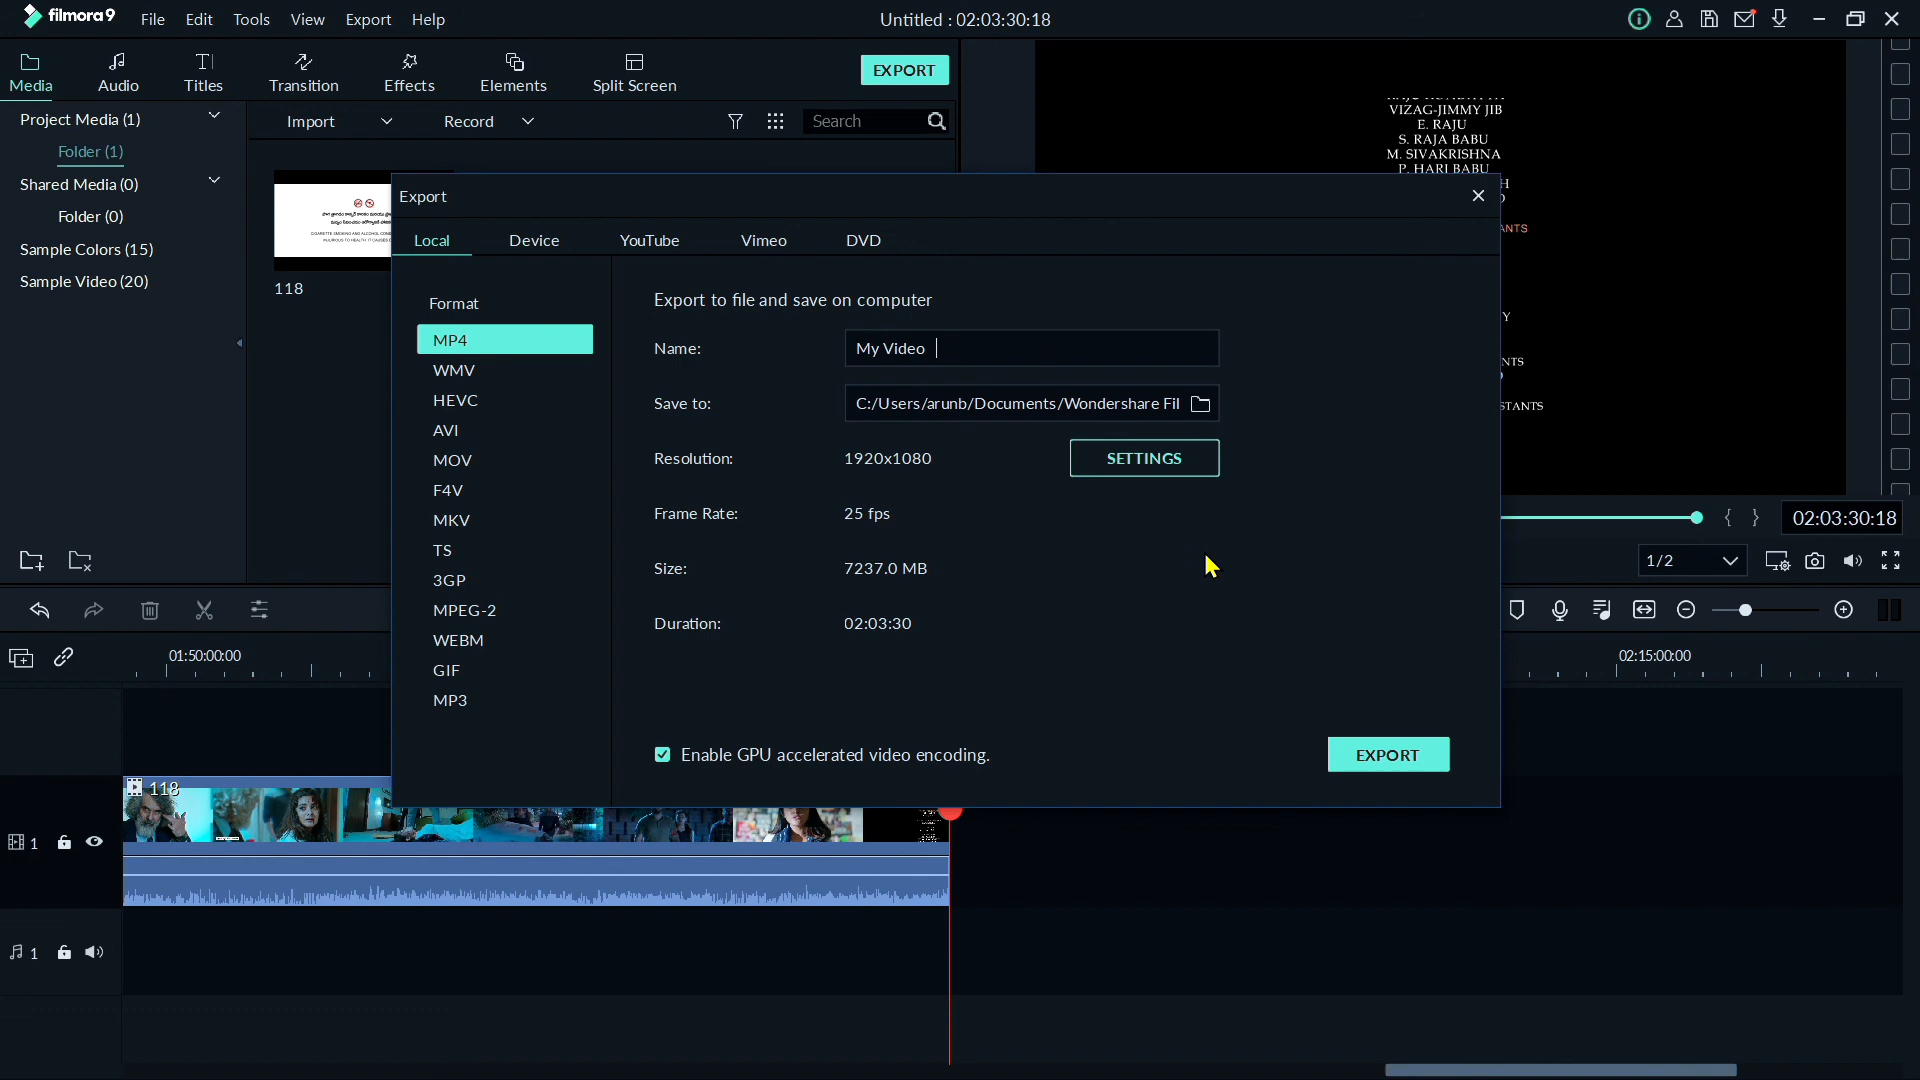 filmora9
File Edit Tools View Export Help
Untitled : 02:03:30:18
Media
Audio
Titles
Transition
Effects
Elements
Split Screen
EXPORT
Project Media (1)
Folder (1)
Shared Media (0)
Folder (0)
Sample Colors (15)
Sample Video (20)
Import
Record
Search
118
VIZAG-JIMMY JIB
E. RAJU
S. RAJA BABU
M. SIVAKRISHNA
P. HARI BABU
Export
Local
Device
YouTube
Vimeo
DVD
Format
MP4
WMV
HEVC
AVI
MOV
F4V
MKV
TS
3GP
MPEG-2
WEBM
GIF
MP3
Export to file and save on computer
Name: My Video
Save to: C:/Users/arunb/Documents/Wondershare Fil
Resolution: 1920x1080
SETTINGS
Frame Rate: 25 fps
Size: 7237.0 MB
Duration: 02:03:30
Enable GPU accelerated video encoding.
EXPORT
ANTS
Y
NTS
STANTS
{ }
02:03:30:18
1/2
01:50:00:00
02:15:00:00
118
1
1